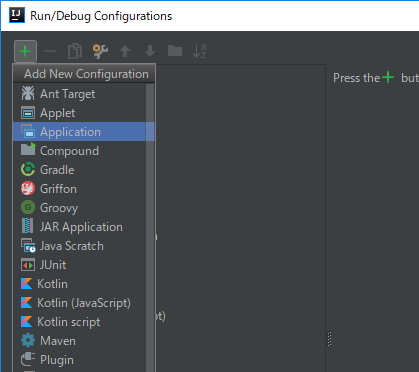 IJ
Run/Debug Configurations
Add New Configuration
Press the + but
Ant Target
Applet
Application
Compound
Gradle
Griffon
Groovy
JAR Application
Java Scratch
JUnit
Kotlin
Kotlin (JavaScript)
Kotlin script
Maven
Plugin